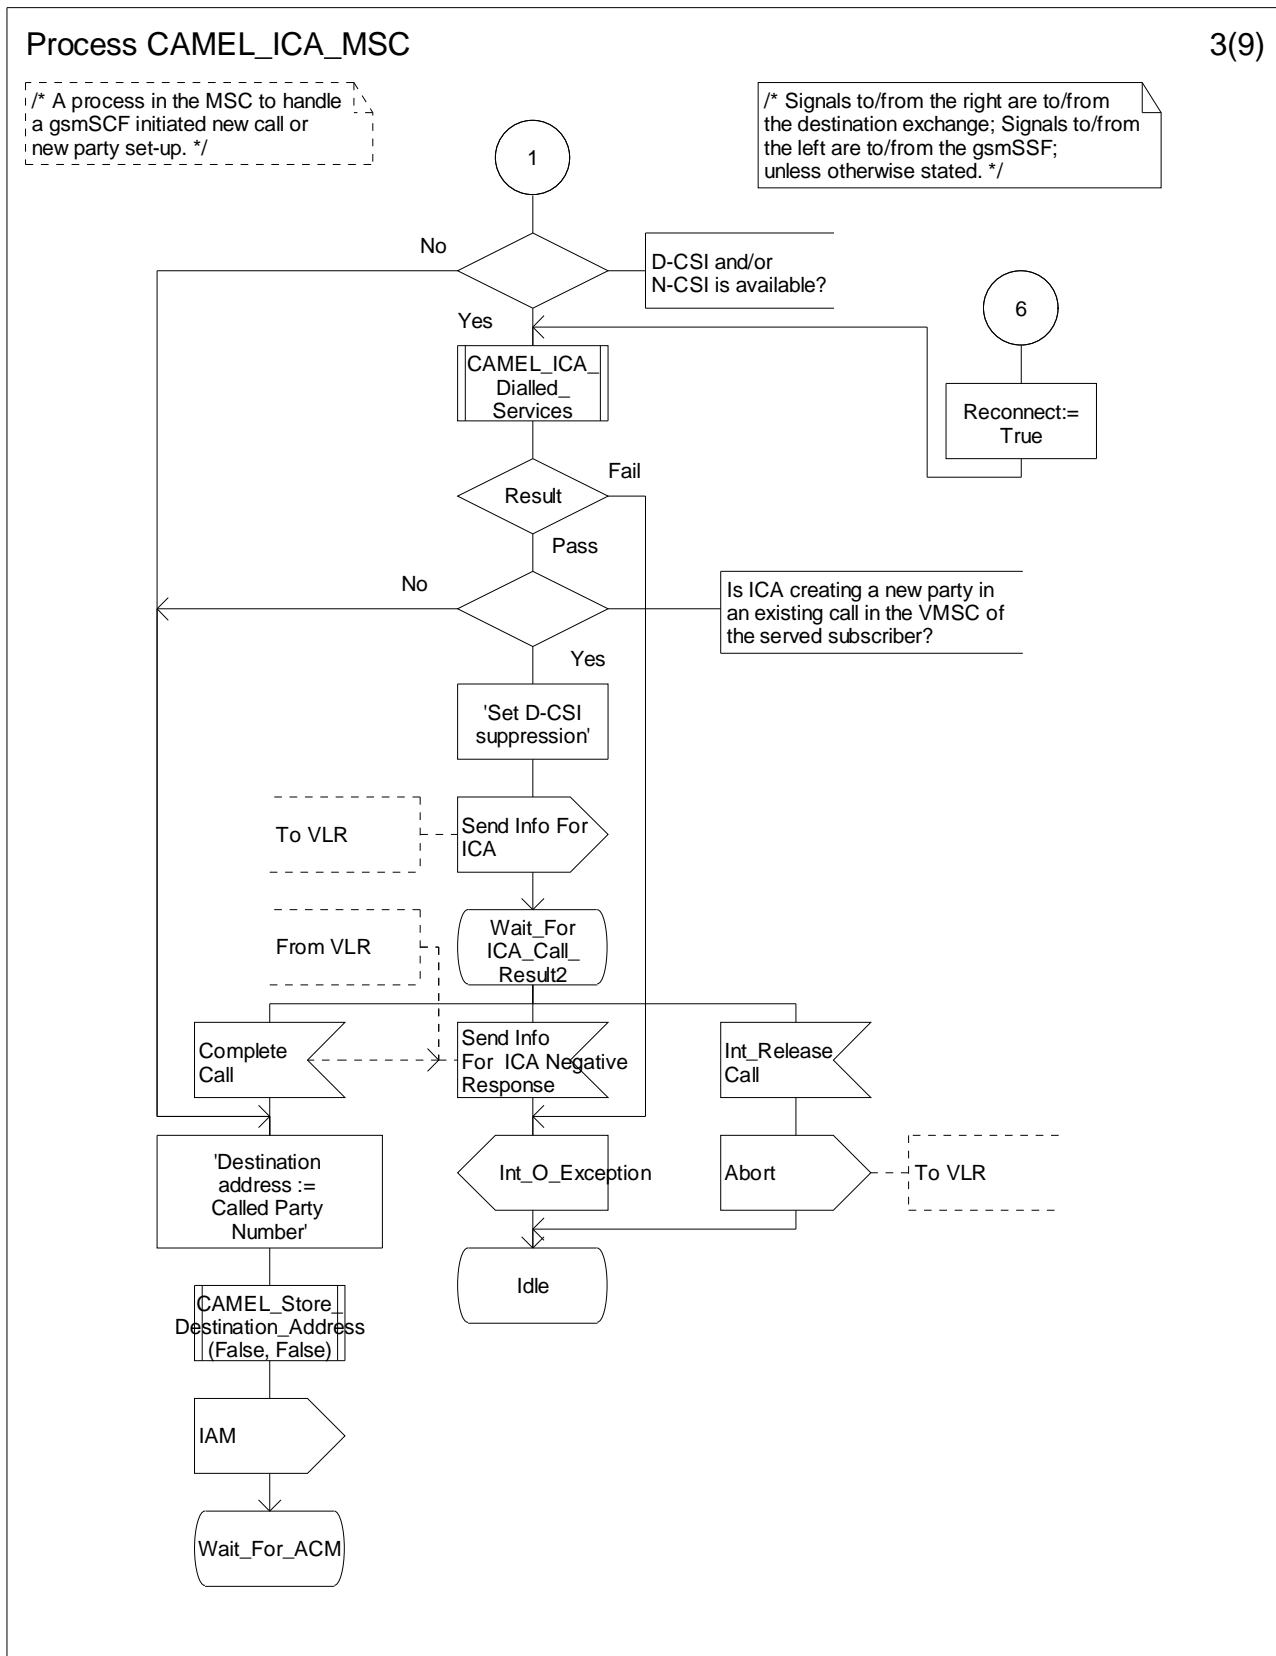 Process CAMEL_ICA_MSC
3(9)
/* A process in the MSC to handle
a gsmSCF initiated new call or
new party set-up. */
/* Signals to/from the right are to/from
the destination exchange; Signals to/from
the left are to/from the gsmSSF;
unless otherwise stated. */
1
No
D-CSI and/or
N-CSI is available?
6
Yes
CAMEL_ICA_
Dialled_
Services
Reconnect:=
True
Fail
Result
Pass
No
Is ICA creating a new party in
an existing call in the VMSC of
the served subscriber?
Yes
'Set D-CSI
suppression'
To VLR
Send Info For
ICA
From VLR
Wait_For
ICA_Call_
Result2
Complete
Call
Send Info
For ICA Negative
Response
Int_Release
Call
'Destination
address :=
Called Party
Number'
Int_O_Exception
Abort
To VLR
Idle
CAMEL_Store_
Destination_Address
(False, False)
IAM
Wait_For_ACM